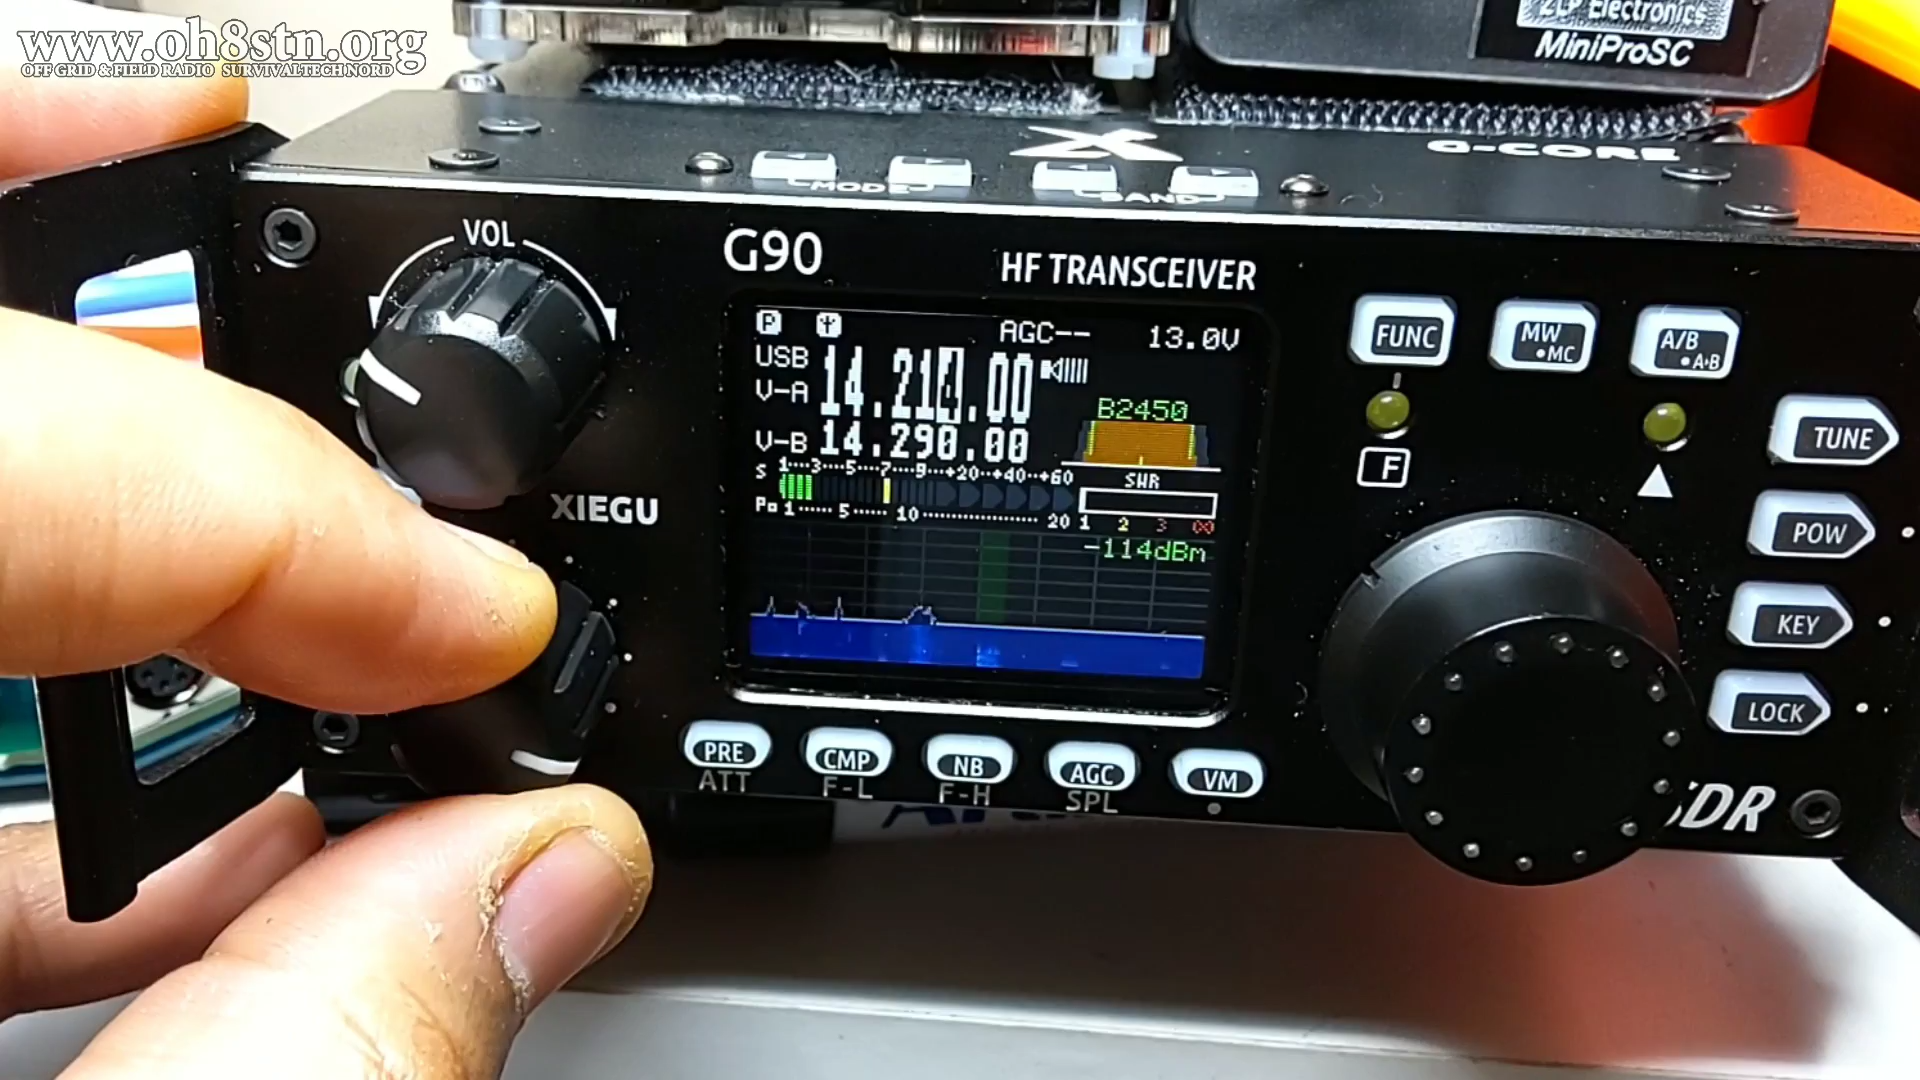 www.oh8stn.org
OFF GRID & FIELD RADIO SURVIVALTECH NORD
ZLP Electronics
MiniProSC
X
G-CORE
MODE
BAND
VOL
G90
HF TRANSCEIVER
P
AGC--
13.0V
USB
14.214.00
V-A
B2450
V-B
14.290.00
S 1···3···5···7···9··+20··+40··+60
SWR
Po 1······5······10··················20
1 2 3 ∞
-114dBm
XIEGU
FUNC
MW
•MC
A/B
•A▸B
F
TUNE
POW
KEY
LOCK
PRE
CMP
NB
AGC
VM
ATT
F-L
F-H
SPL
SDR